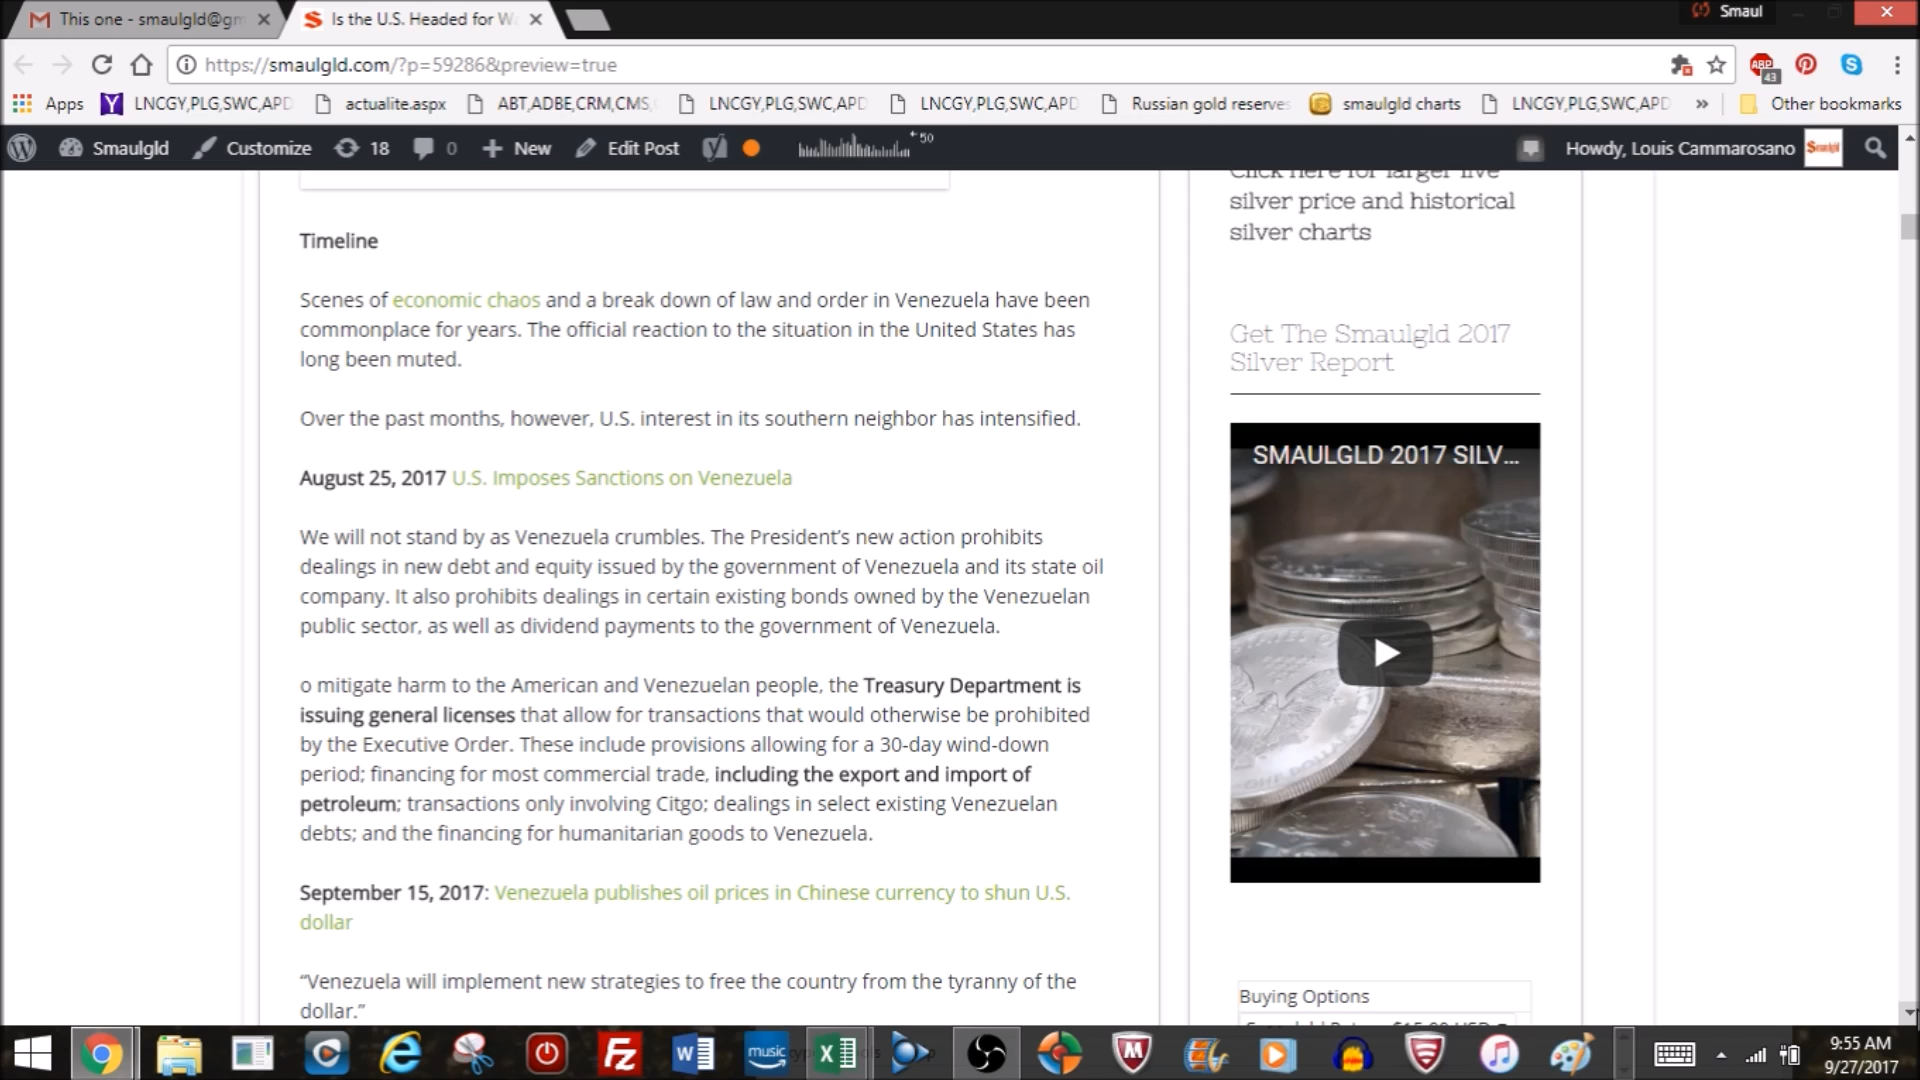 This one - smaulgld@gm
Is the U.S. Headed for W
Smaul
https://smaulgld.com/?p=59286&preview=true
ABP
43
Apps
LNCGY,PLG,SWC,APD
actualite.aspx
ABT,ADBE,CRM,CMS,
LNCGY,PLG,SWC,APD
LNCGY,PLG,SWC,APD
Russian gold reserves
smaulgld charts
LNCGY,PLG,SWC,APD
»
Other bookmarks
Smaulgld
Customize
18
0
New
Edit Post
50
Howdy, Louis Cammarosano
Smaulgld
Timeline
Scenes of economic chaos and a break down of law and order in Venezuela have been
commonplace for years. The official reaction to the situation in the United States has
long been muted.
Over the past months, however, U.S. interest in its southern neighbor has intensified.
August 25, 2017 U.S. Imposes Sanctions on Venezuela
We will not stand by as Venezuela crumbles. The President’s new action prohibits
dealings in new debt and equity issued by the government of Venezuela and its state oil
company. It also prohibits dealings in certain existing bonds owned by the Venezuelan
public sector, as well as dividend payments to the government of Venezuela.
o mitigate harm to the American and Venezuelan people, the Treasury Department is
issuing general licenses that allow for transactions that would otherwise be prohibited
by the Executive Order. These include provisions allowing for a 30-day wind-down
period; financing for most commercial trade, including the export and import of
petroleum; transactions only involving Citgo; dealings in select existing Venezuelan
debts; and the financing for humanitarian goods to Venezuela.
September 15, 2017: Venezuela publishes oil prices in Chinese currency to shun U.S.
dollar
“Venezuela will implement new strategies to free the country from the tyranny of the
dollar.”
Click here for larger live
silver price and historical
silver charts
Get The Smaulgld 2017
Silver Report
SMAULGLD 2017 SILV...
Buying Options
music
9:55 AM
9/27/2017